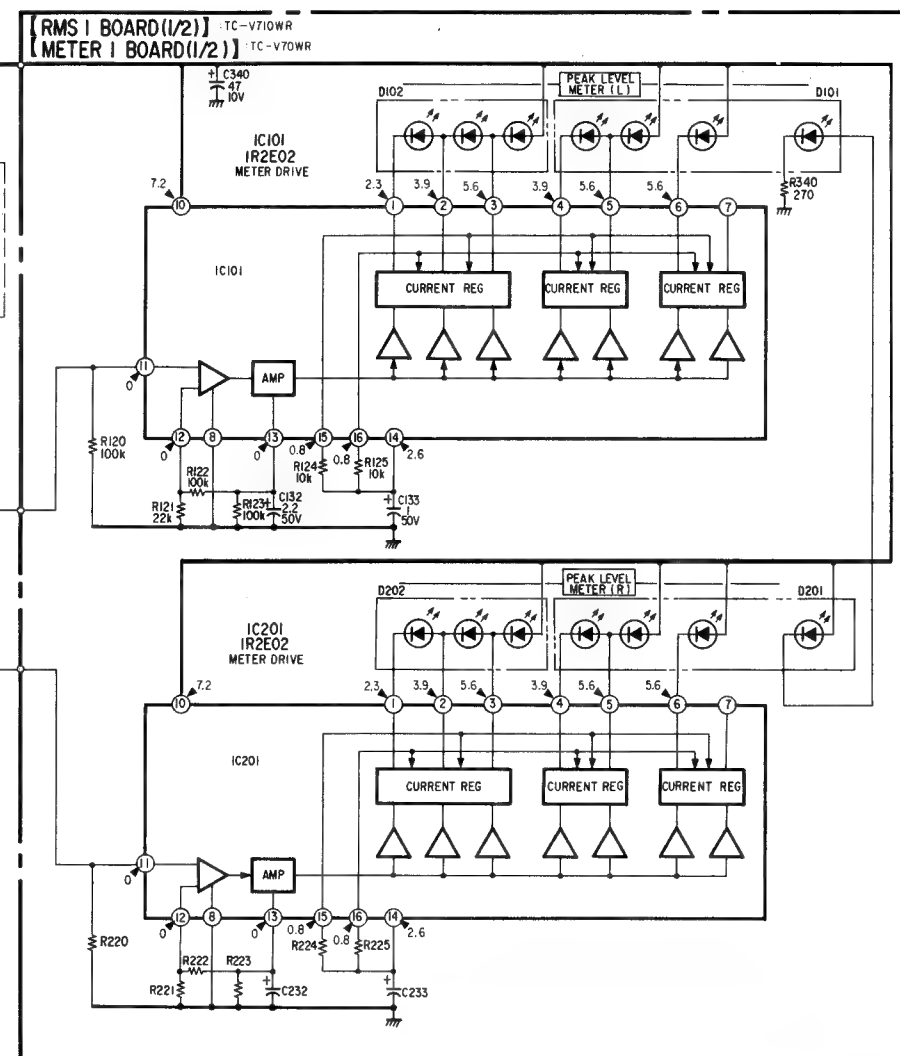 【RMS 1 BOARD(1/2)】:TC-V710WR
【METER 1 BOARD(1/2)】:TC-V70WR
C340
47
10V
PEAK LEVEL
METER (L)
D102
D101
IC101
IR2E02
METER DRIVE
R340
270
7.2
2.3
3.9
5.6
3.9
5.6
5.6
10
1
2
3
4
5
6
7
IC101
CURRENT REG
CURRENT REG
CURRENT REG
11
0
AMP
12
8
13
15
16
14
0
0
0.8
0.8
2.6
R120
100k
R122
100k
R124
10k
R125
10k
R121
22k
R123
100k
C132
2.2
50V
C133
1
50V
PEAK LEVEL
METER (R)
D202
D201
IC201
IR2E02
METER DRIVE
7.2
2.3
3.9
5.6
3.9
5.6
5.6
10
1
2
3
4
5
6
7
IC201
CURRENT REG
CURRENT REG
CURRENT REG
11
0
AMP
12
8
13
15
16
14
0
0
0.8
0.8
2.6
R220
R224
R225
R222
R223
R221
C232
C233